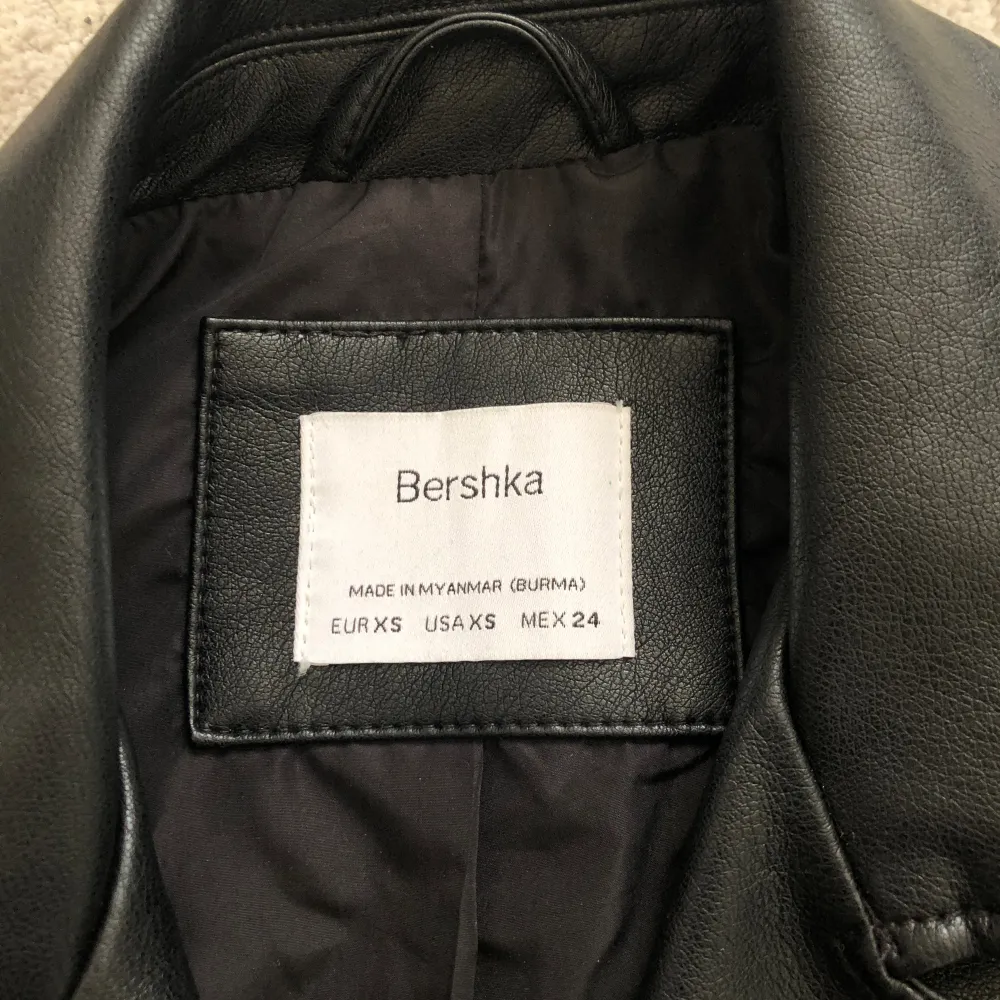 Bershka
MADE IN MYANMAR (BURMA)
EUR XS USA XS MEX 24